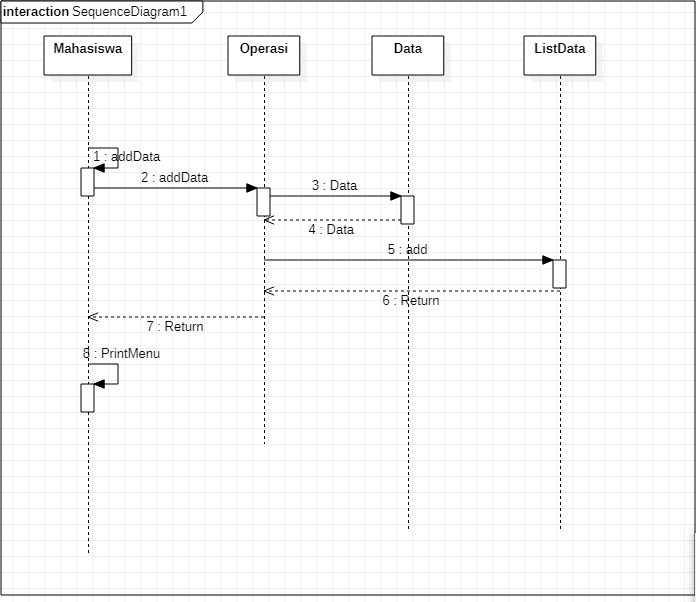 interaction SequenceDiagram1
Mahasiswa
Operasi
Data
ListData
1 : addData
2 : addData
3 : Data
4 : Data
5 : add
6 : Return
7 : Return
8 : PrintMenu